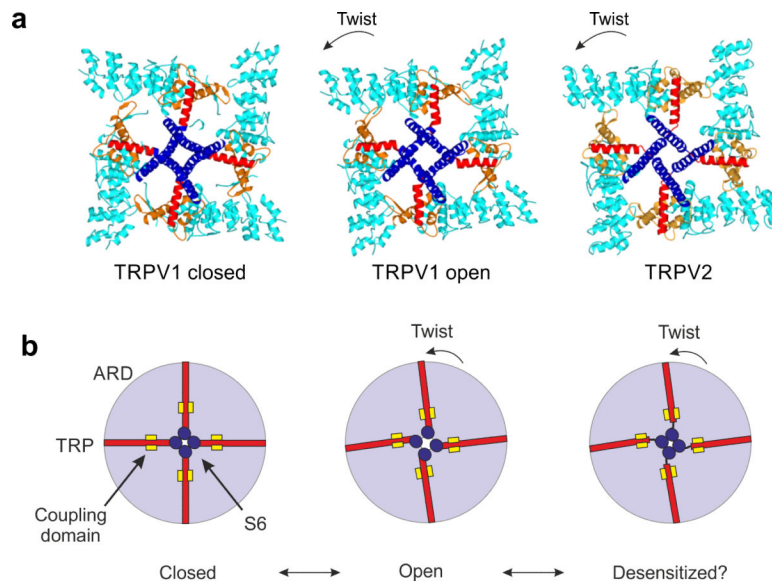 a
Twist
Twist
TRPV1 closed
TRPV1 open
TRPV2
b
Twist
Twist
ARD
TRP
Coupling
domain
S6
Closed
Open
Desensitized?